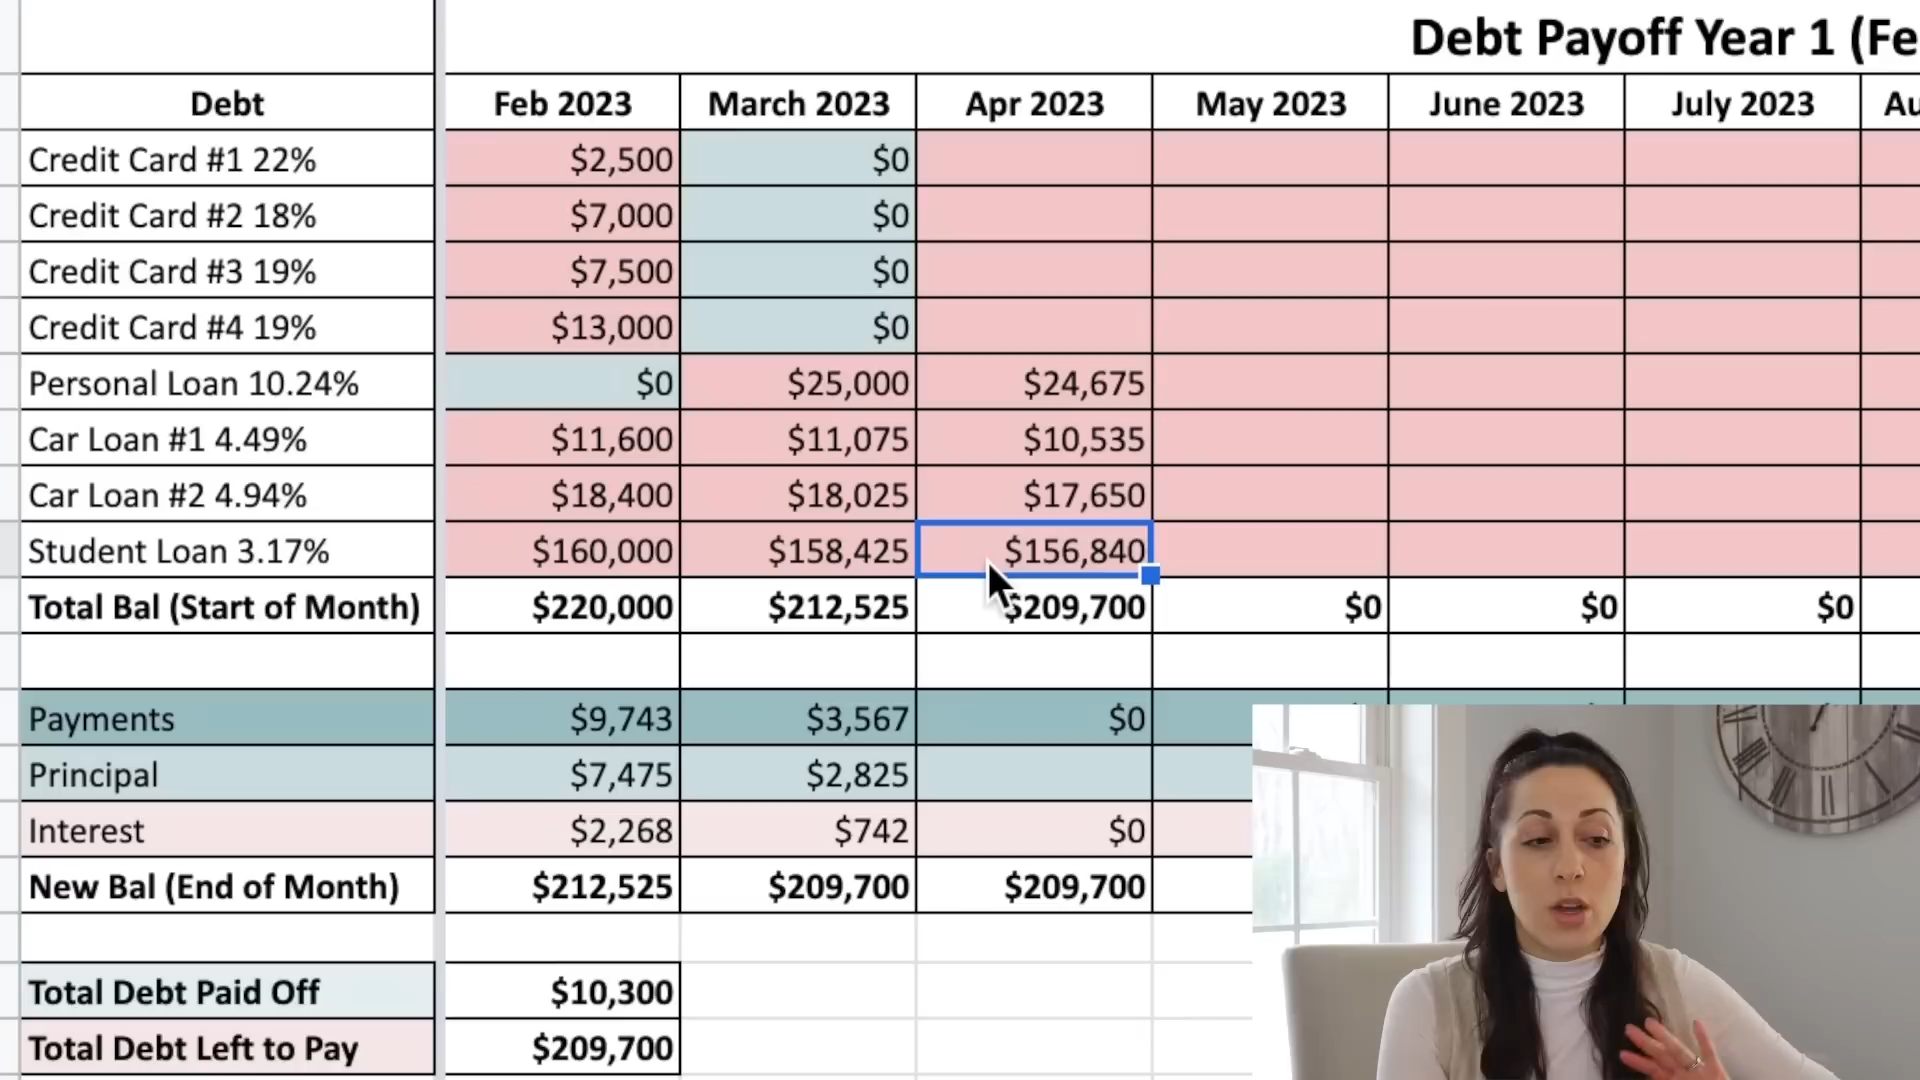 Debt Payoff Year 1 (Fe
Debt Feb 2023 March 2023 Apr 2023 May 2023 June 2023 July 2023 Au
Credit Card #1 22% $2,500 $0
Credit Card #2 18% $7,000 $0
Credit Card #3 19% $7,500 $0
Credit Card #4 19% $13,000 $0
Personal Loan 10.24% $0 $25,000 $24,675
Car Loan #1 4.49% $11,600 $11,075 $10,535
Car Loan #2 4.94% $18,400 $18,025 $17,650
Student Loan 3.17% $160,000 $158,425 $156,840
Total Bal (Start of Month) $220,000 $212,525 $209,700 $0 $0 $0
Payments $9,743 $3,567 $0
Principal $7,475 $2,825
Interest $2,268 $742 $0
New Bal (End of Month) $212,525 $209,700 $209,700
Total Debt Paid Off $10,300
Total Debt Left to Pay $209,700